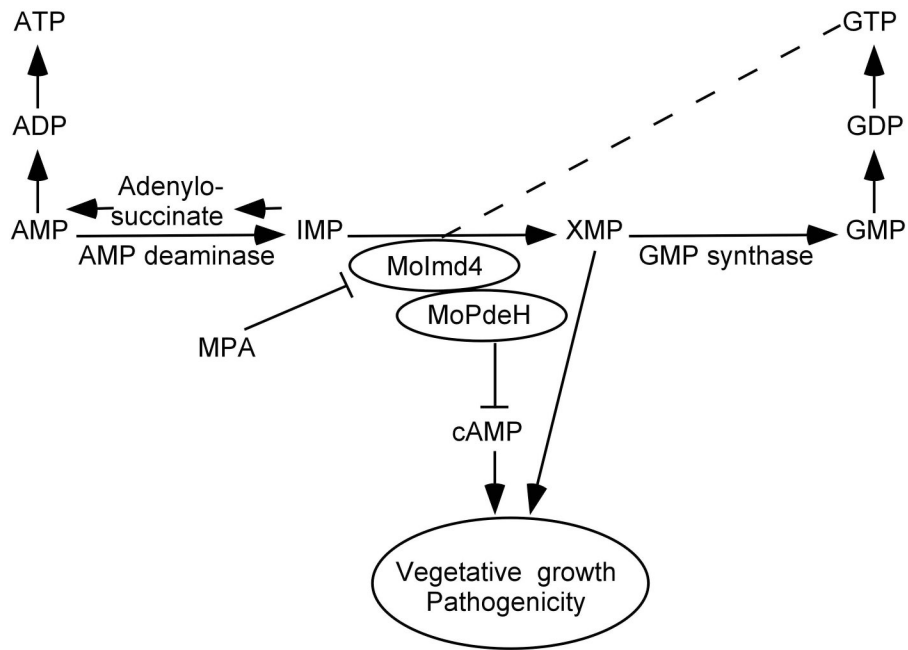 ATP
GTP
ADP
GDP
Adenylo-
succinate
AMP
IMP
XMP
GMP
AMP deaminase
GMP synthase
MoImd4
MoPdeH
MPA
cAMP
Vegetative growth
Pathogenicity